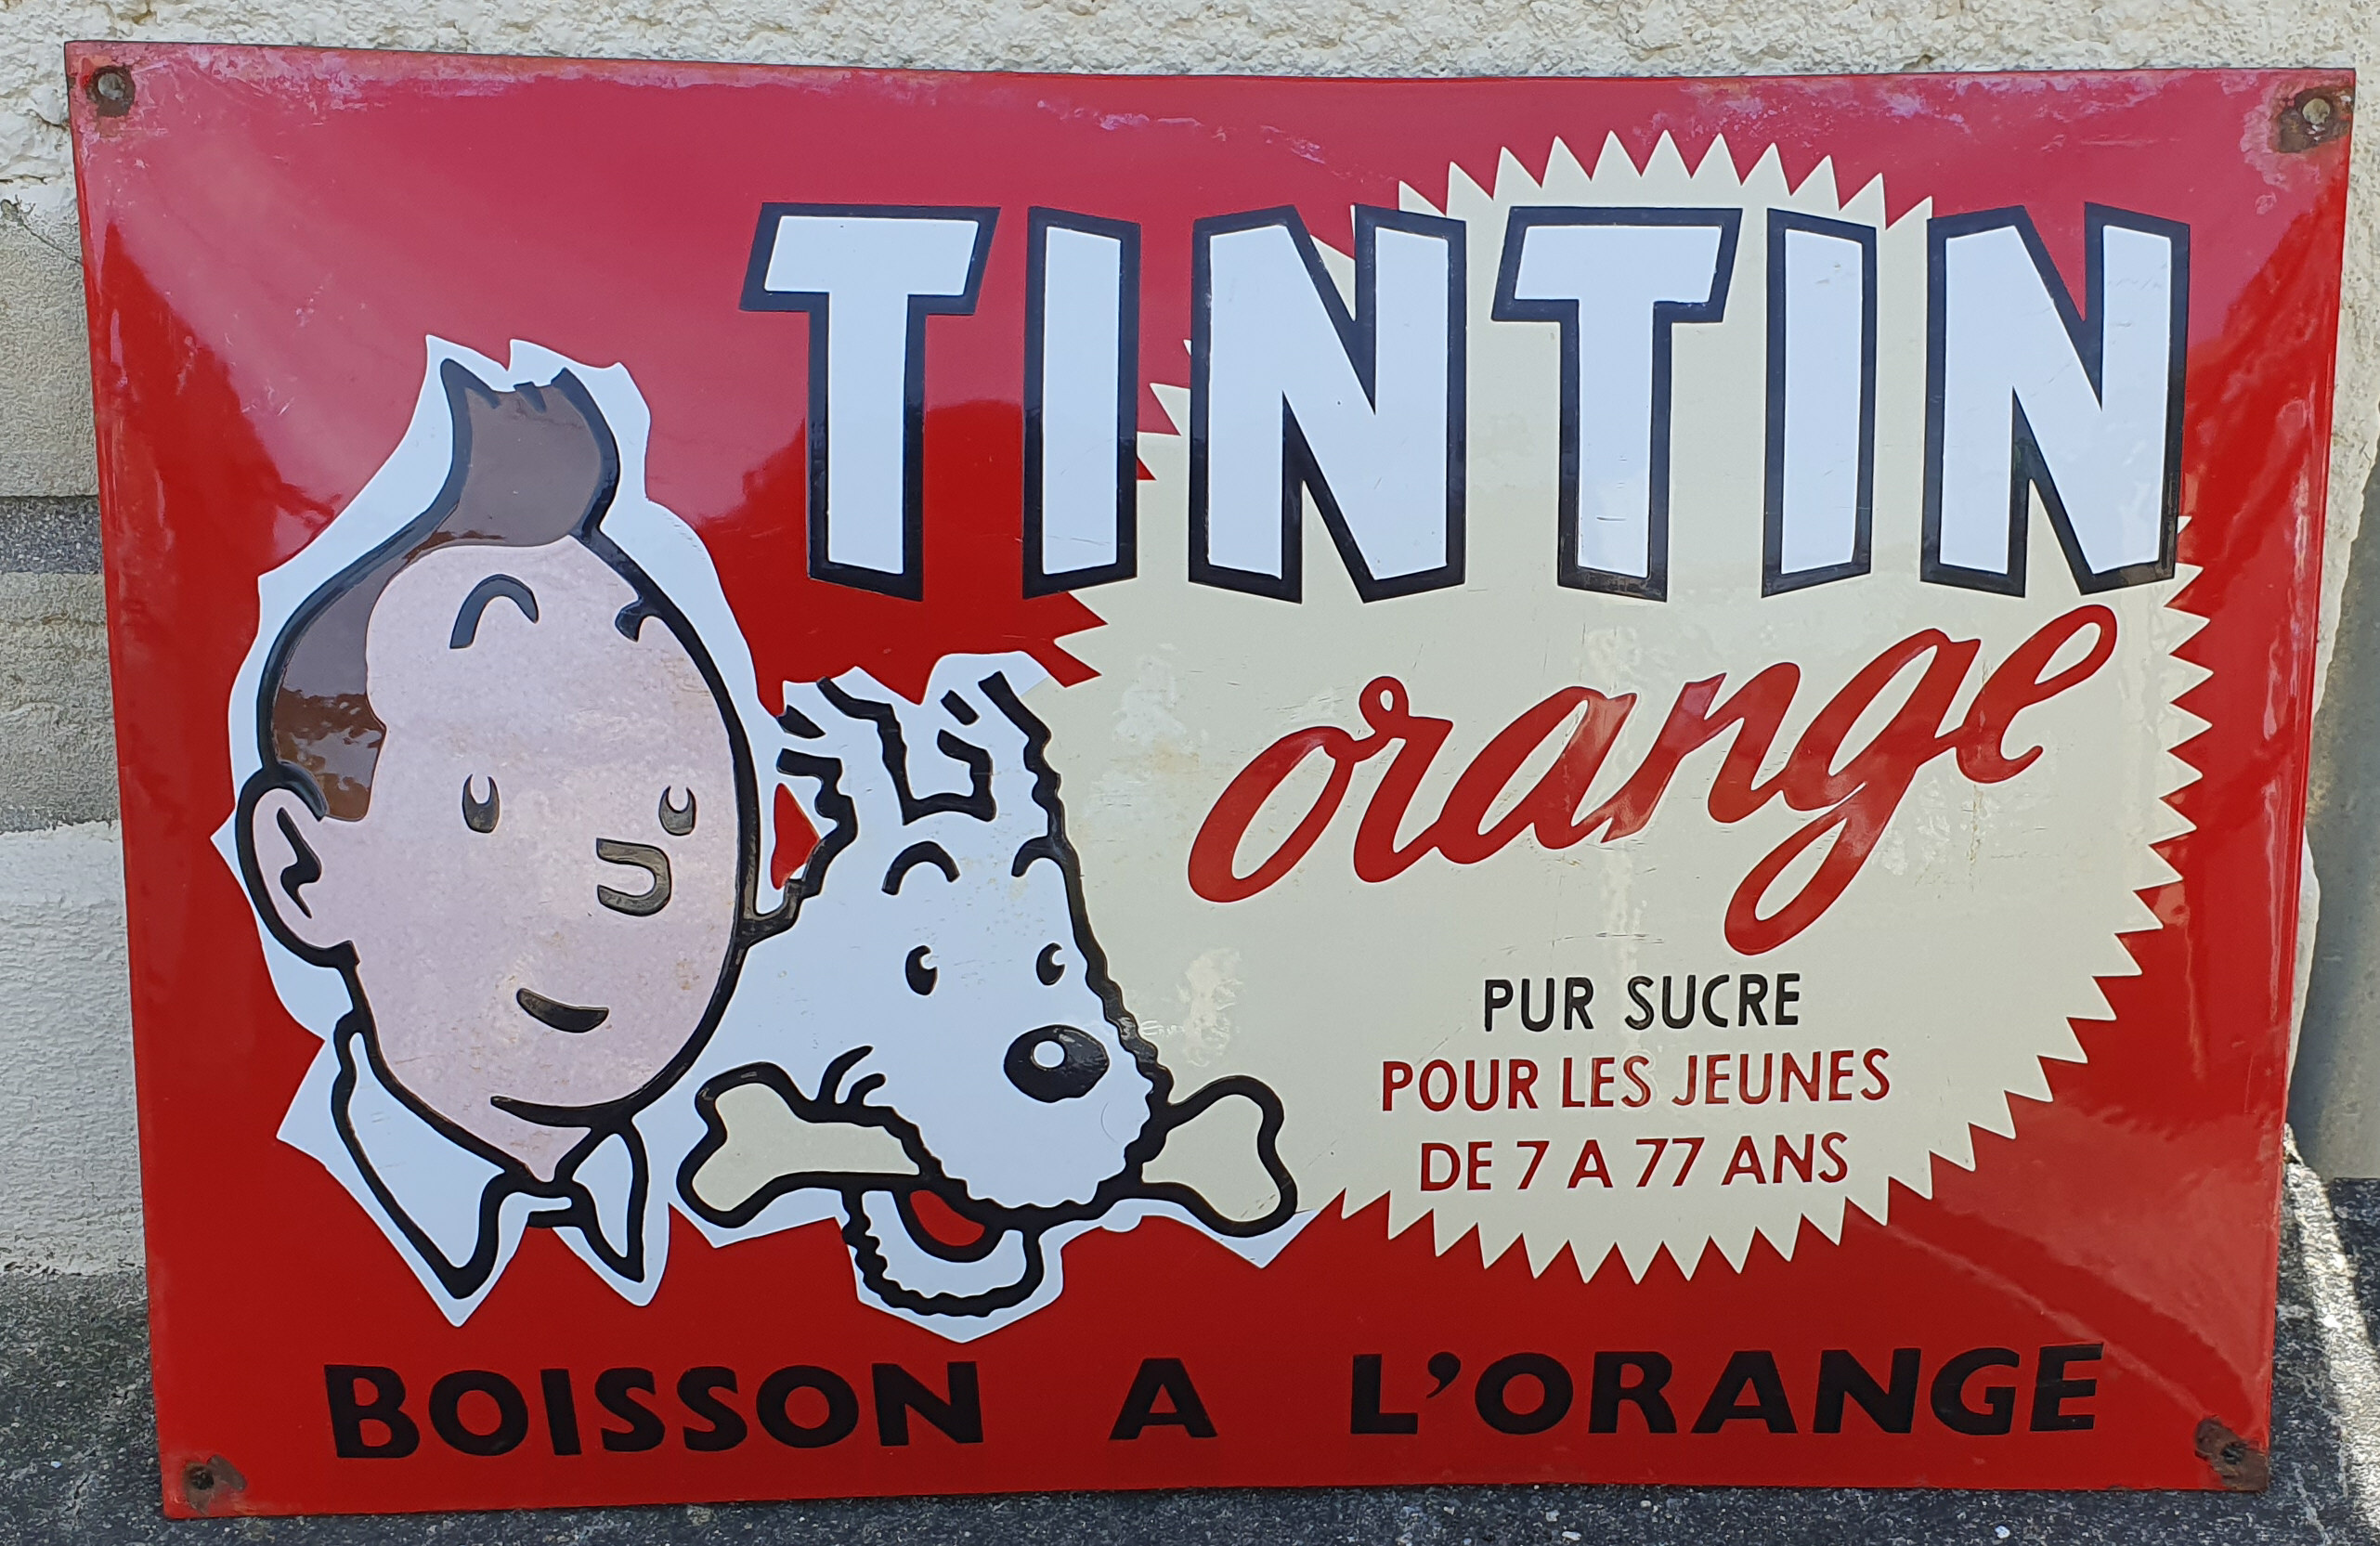 TINTIN
orange
PUR SUCRE
POUR LES JEUNES
DE 7 A 77 ANS
BOISSON A L'ORANGE